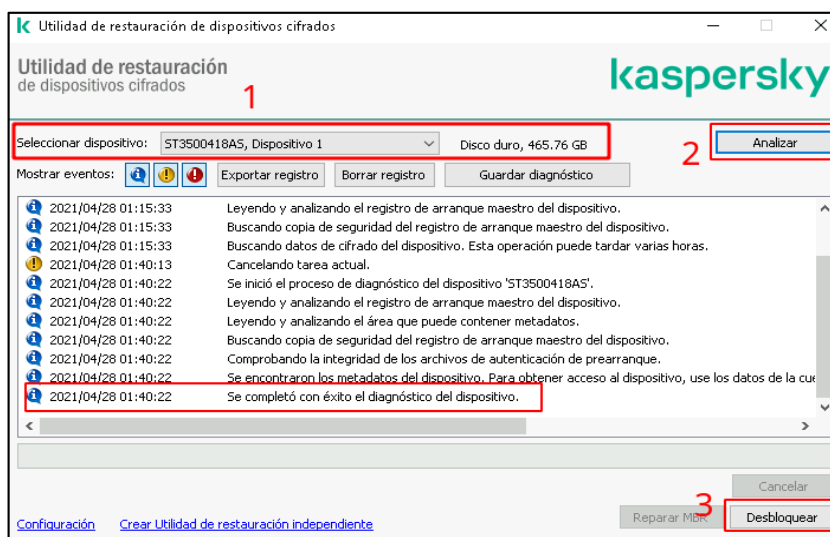 Utilidad de restauración de dispositivos cifrados
Utilidad de restauración
de dispositivos cifrados
kaspersky
1
Seleccionar dispositivo: ST3500418AS, Dispositivo 1 Disco duro, 465.76 GB
2 Analizar
Mostrar eventos: Exportar registro Borrar registro Guardar diagnóstico
2021/04/28 01:15:33 Leyendo y analizando el registro de arranque maestro del dispositivo.
2021/04/28 01:15:33 Buscando copia de seguridad del registro de arranque maestro del dispositivo.
2021/04/28 01:15:33 Buscando datos de cifrado del dispositivo. Esta operación puede tardar varias horas.
2021/04/28 01:40:13 Cancelando tarea actual.
2021/04/28 01:40:22 Se inició el proceso de diagnóstico del dispositivo 'ST3500418AS'.
2021/04/28 01:40:22 Leyendo y analizando el registro de arranque maestro del dispositivo.
2021/04/28 01:40:22 Leyendo y analizando el área que puede contener metadatos.
2021/04/28 01:40:22 Buscando copia de seguridad del registro de arranque maestro del dispositivo.
2021/04/28 01:40:22 Comprobando la integridad de los archivos de autenticación de prearranque.
2021/04/28 01:40:22 Se encontraron los metadatos del dispositivo. Para obtener acceso al dispositivo, use los datos de la cue
2021/04/28 01:40:22 Se completó con éxito el diagnóstico del dispositivo.
Cancelar
Configuración Crear Utilidad de restauración independiente Reparar MBR 3 Desbloquear